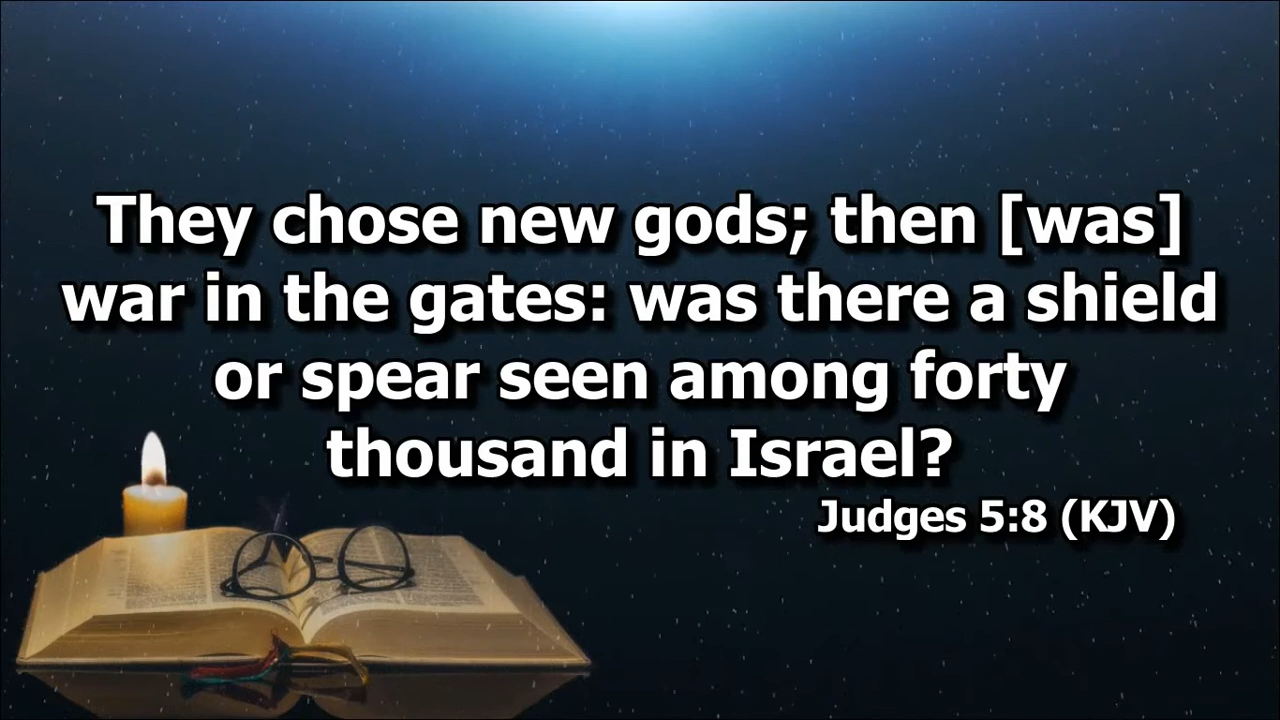 They chose new gods; then [was]
war in the gates: was there a shield
or spear seen among forty
thousand in Israel?
Judges 5:8 (KJV)